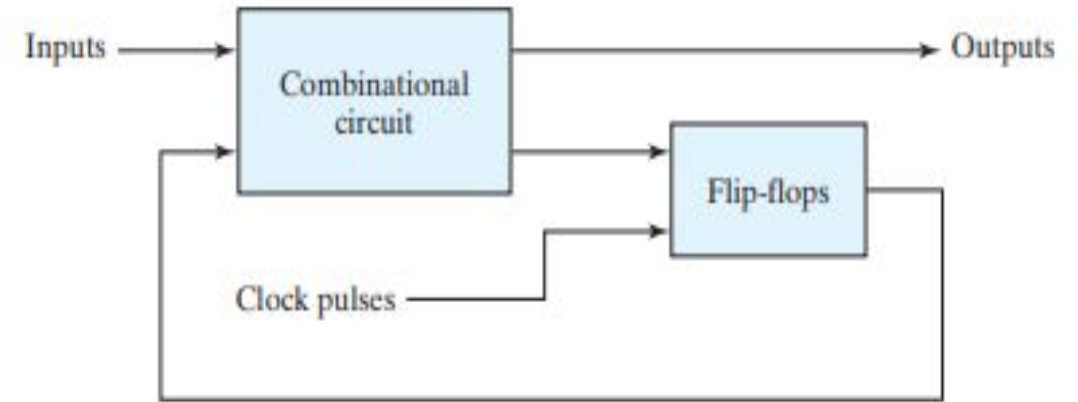 Inputs
Outputs
Combinational
circuit
Flip-flops
Clock pulses